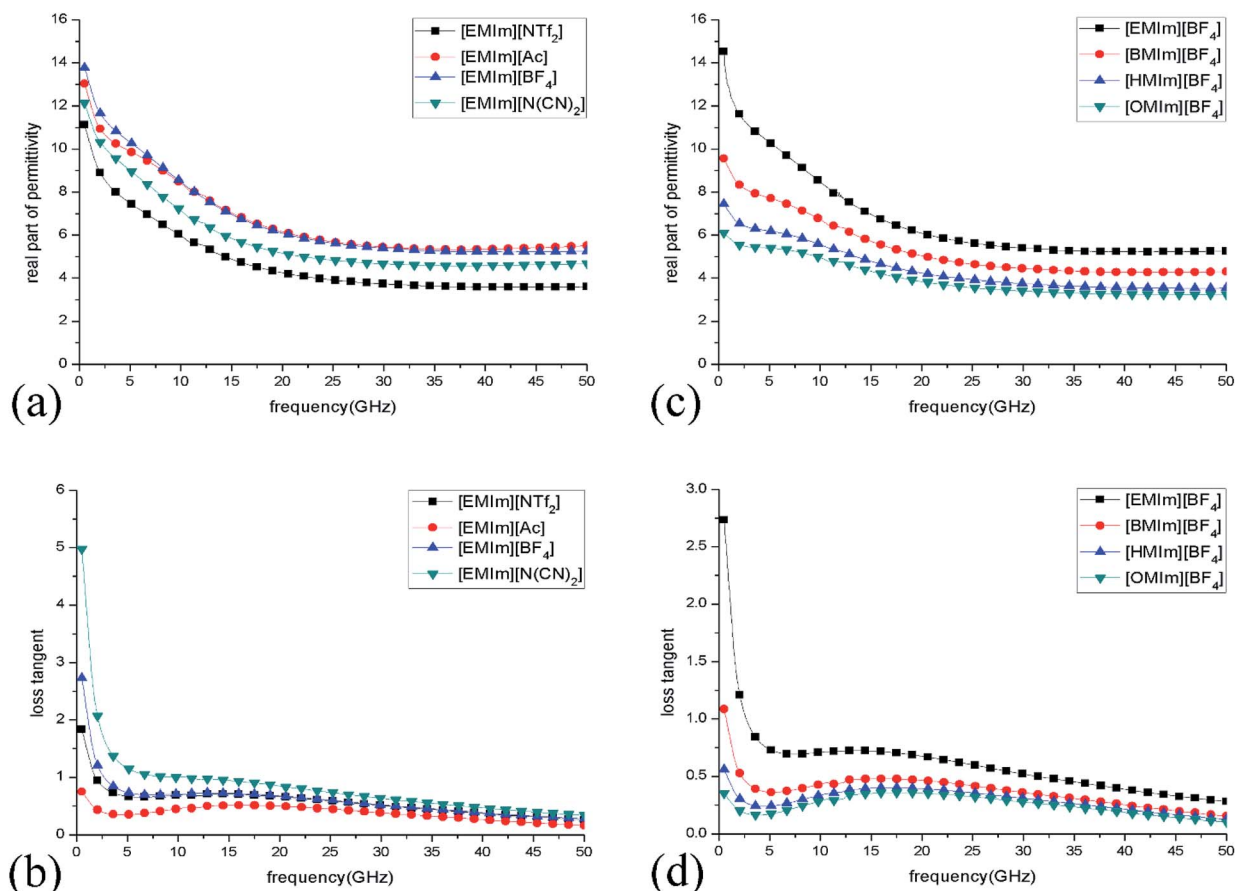 16
14
12
10
8
6
4
2
0
real part of permittivity
[EMIm][NTf₂]
[EMIm][Ac]
[EMIm][BF₄]
[EMIm][N(CN)₂]
0 5 10 15 20 25 30 35 40 45 50
frequency(GHz)
(a)
16
14
12
10
8
6
4
2
0
real part of permittivity
[EMIm][BF₄]
[BMIm][BF₄]
[HMIm][BF₄]
[OMIm][BF₄]
0 5 10 15 20 25 30 35 40 45 50
frequency(GHz)
(c)
6
5
4
3
2
1
0
loss tangent
[EMIm][NTf₂]
[EMIm][Ac]
[EMIm][BF₄]
[EMIm][N(CN)₂]
0 5 10 15 20 25 30 35 40 45 50
frequency(GHz)
(b)
3.0
2.5
2.0
1.5
1.0
0.5
0.0
loss tangent
[EMIm][BF₄]
[BMIm][BF₄]
[HMIm][BF₄]
[OMIm][BF₄]
0 5 10 15 20 25 30 35 40 45 50
frequency(GHz)
(d)